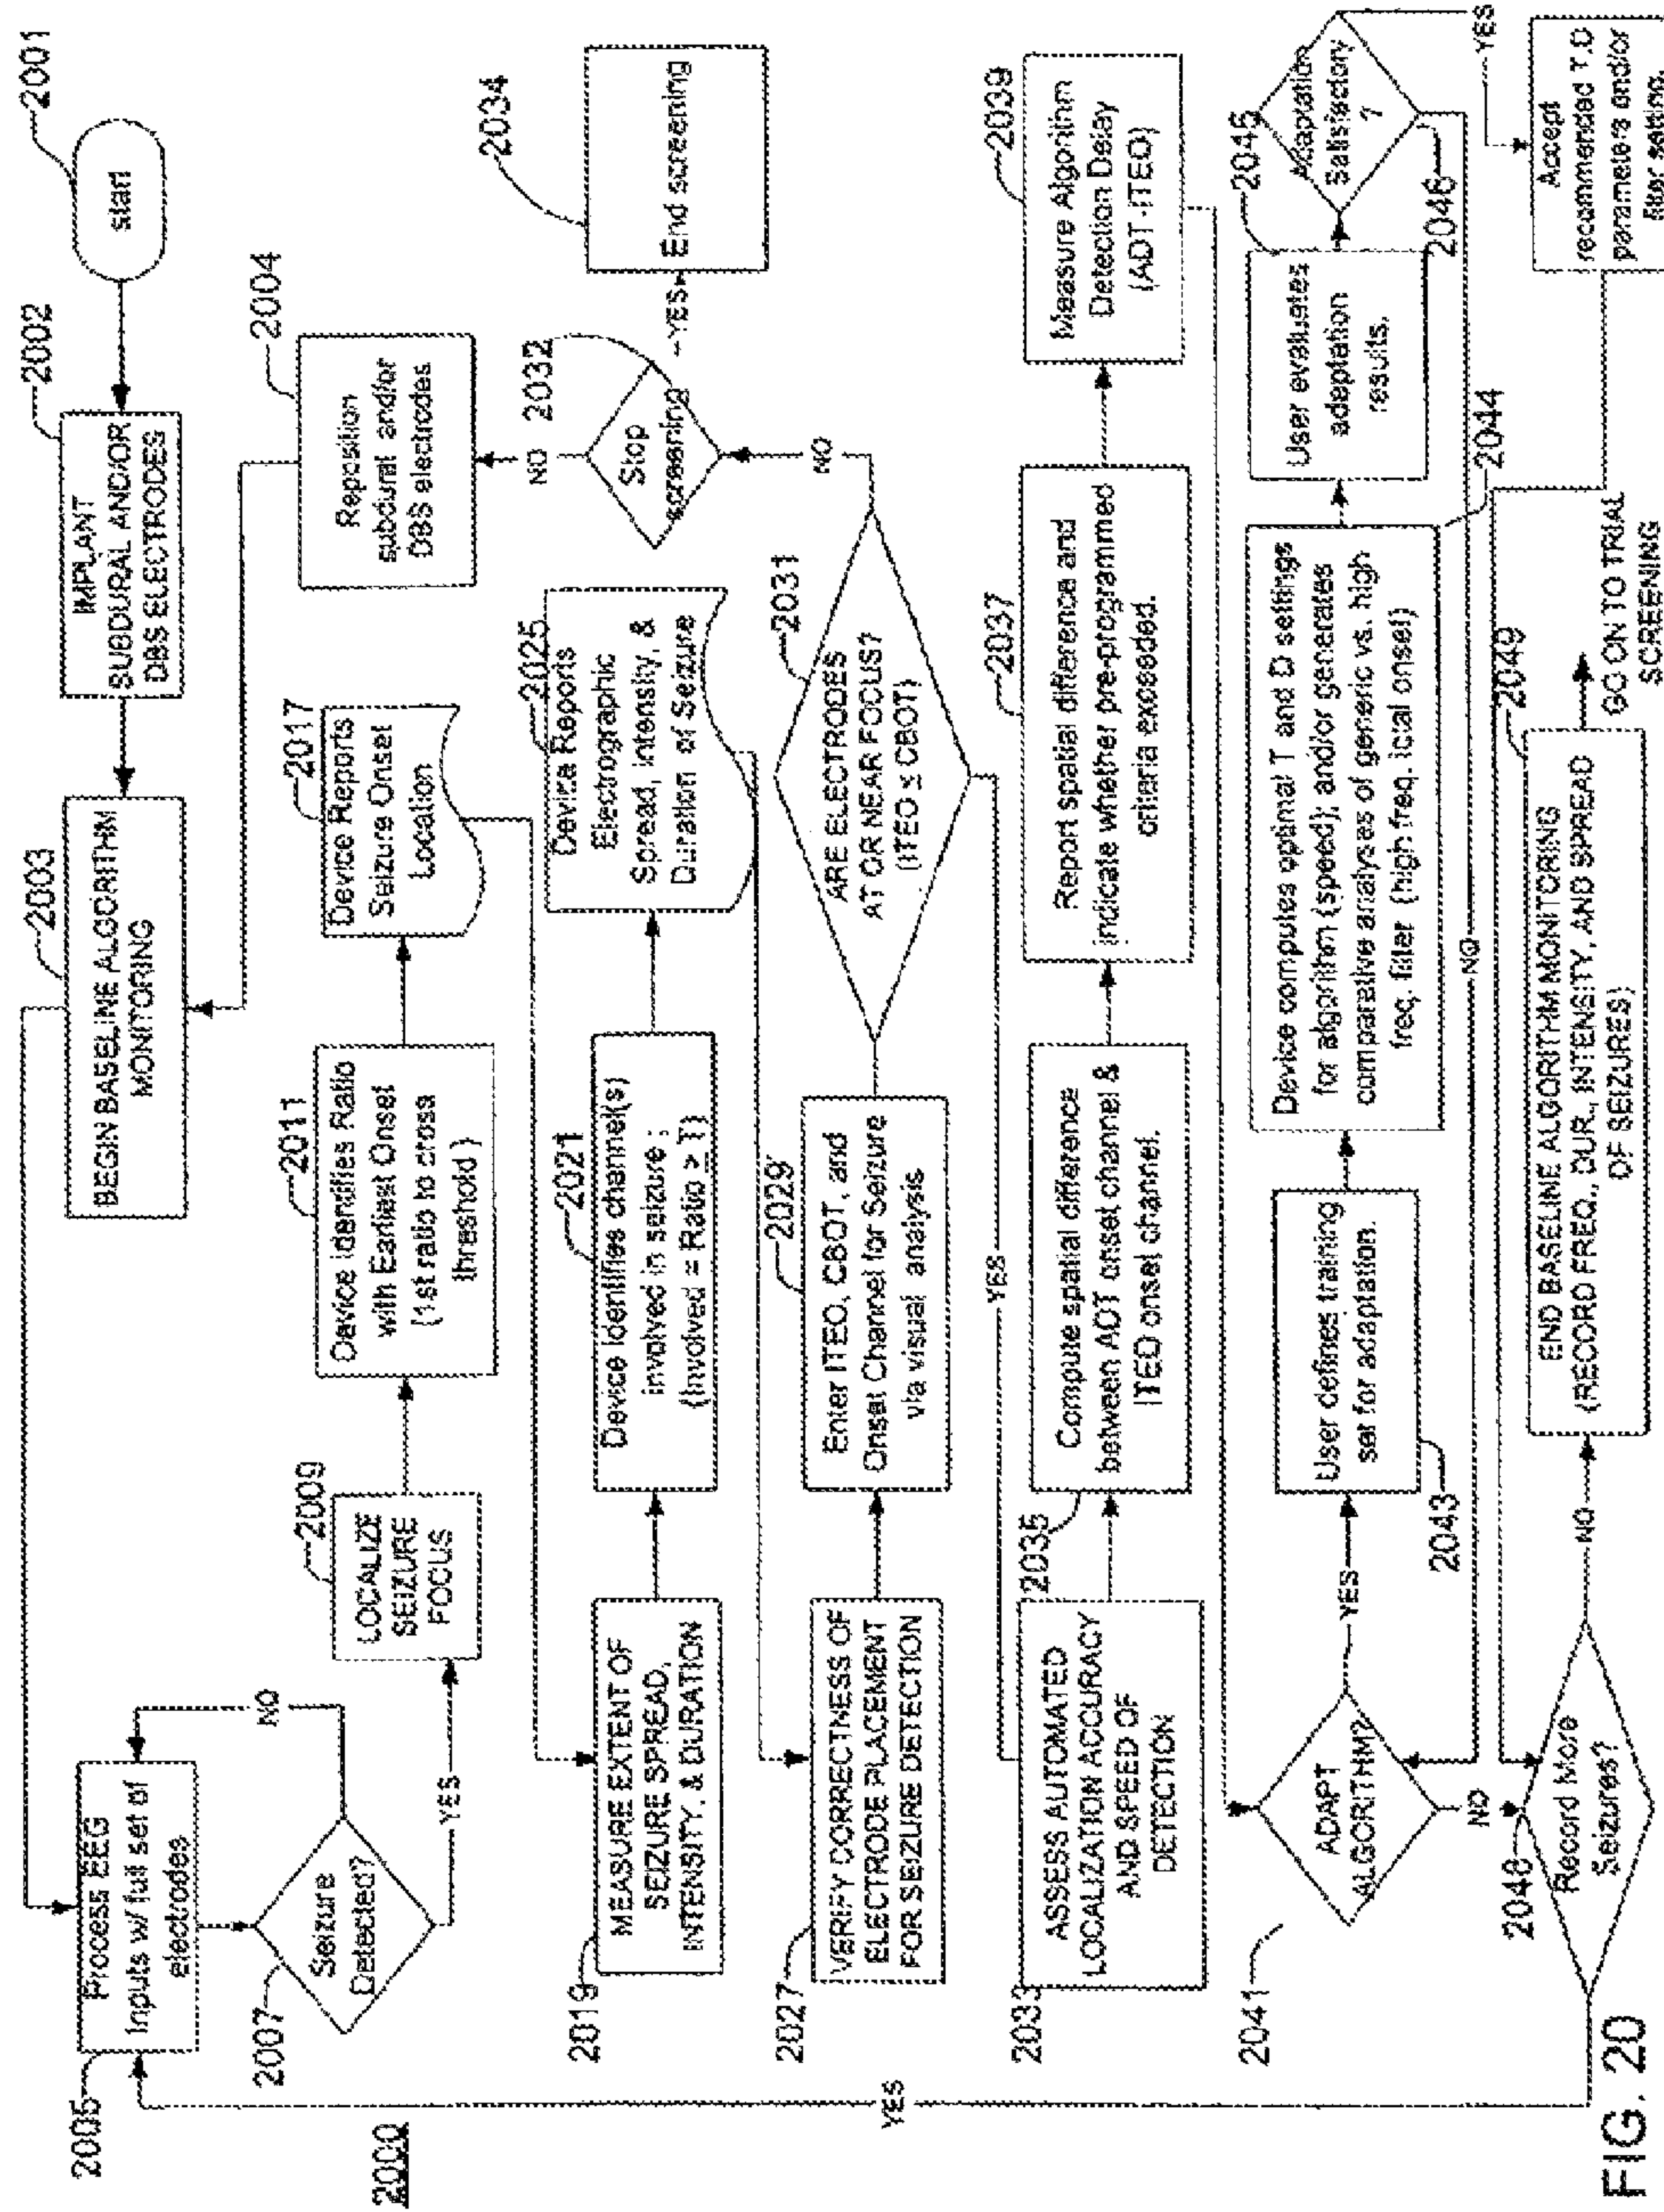 2001
start
2002
IMPLANT
SUBDURAL AND/OR
DBS ELECTRODES
2003
BEGIN BASELINE ALGORITHM
MONITORING
2005
Process EEG
Inputs w/ full set of
electrodes
2007
Seizure
Detected?
NO
YES
2009
LOCALIZE
SEIZURE
FOCUS
2011
Device Identifies Ratio
with Earliest Onset
(1st ratio to cross
threshold)
2017
Device Reports
Seizure Onset
Location
2004
Reposition
subdural and/or
DBS electrodes
2019
MEASURE EXTENT OF
SEIZURE SPREAD,
INTENSITY, & DURATION
2021
Device identifies channel(s)
involved in seizure;
(Involved = Ratio ≥ T)
2025
Device Reports
Electrographic
Spread, intensity, &
Duration of Seizure
NO
2032
Stop
screening
YES
2034
End screening
2027
VERIFY CORRECTNESS OF
ELECTRODE PLACEMENT
FOR SEIZURE DETECTION
2029
Enter ITEO, CBOT, and
Onset Channel for Seizure
via visual analysis
2031
ARE ELECTRODES
AT OR NEAR FOCUS?
(ITEO ≤ CBOT)
NO
YES
2033
ASSESS AUTOMATED
LOCALIZATION ACCURACY
AND SPEED OF
DETECTION
2035
Compute spatial difference
between ADT onset channel &
ITEO onset channel.
2037
Report spatial difference and
indicate whether pre-programmed
criteria exceeded.
2039
Measure Algorithm
Detection Delay
(ADT-ITEO)
2041
ADAPT
ALGORITHM?
YES
NO
2043
User defines training
set for adaptation.
2044
Device computes optimal T and D settings
for algorithm (speed); and/or generates
comparative analyses of generic vs. high
freq. filter (high freq. ictal onset)
2045
User evaluates
adaptation
results.
2046
Adaptation
Satisfactory
?
NO
YES
Accept
recommended T,D
parameters and/or
filter setting.
2048
Record More
Seizures?
YES
NO
2049
END BASELINE ALGORITHM MONITORING
(RECORD FREQ., DUR., INTENSITY, AND SPREAD
OF SEIZURES)
GO ON TO TRIAL
SCREENING
2000
FIG. 20